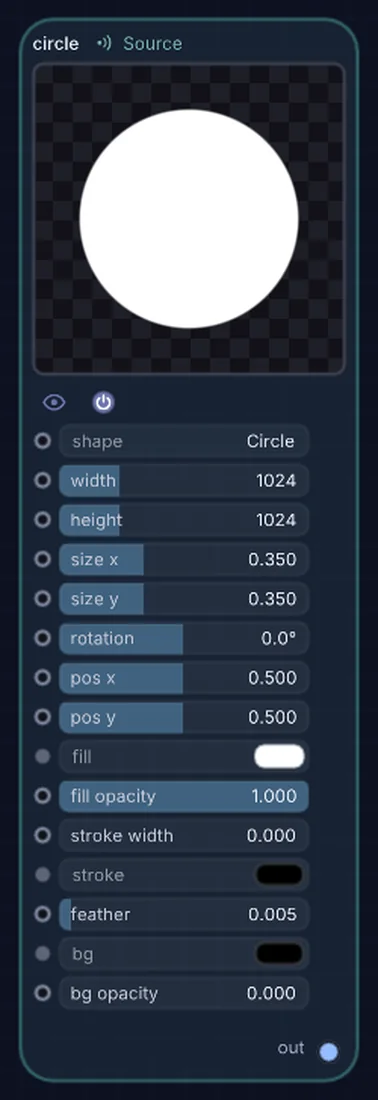 circle Source
shape Circle
width 1024
height 1024
size x 0.350
size y 0.350
rotation 0.0°
pos x 0.500
pos y 0.500
fill
fill opacity 1.000
stroke width 0.000
stroke
feather 0.005
bg
bg opacity 0.000
out